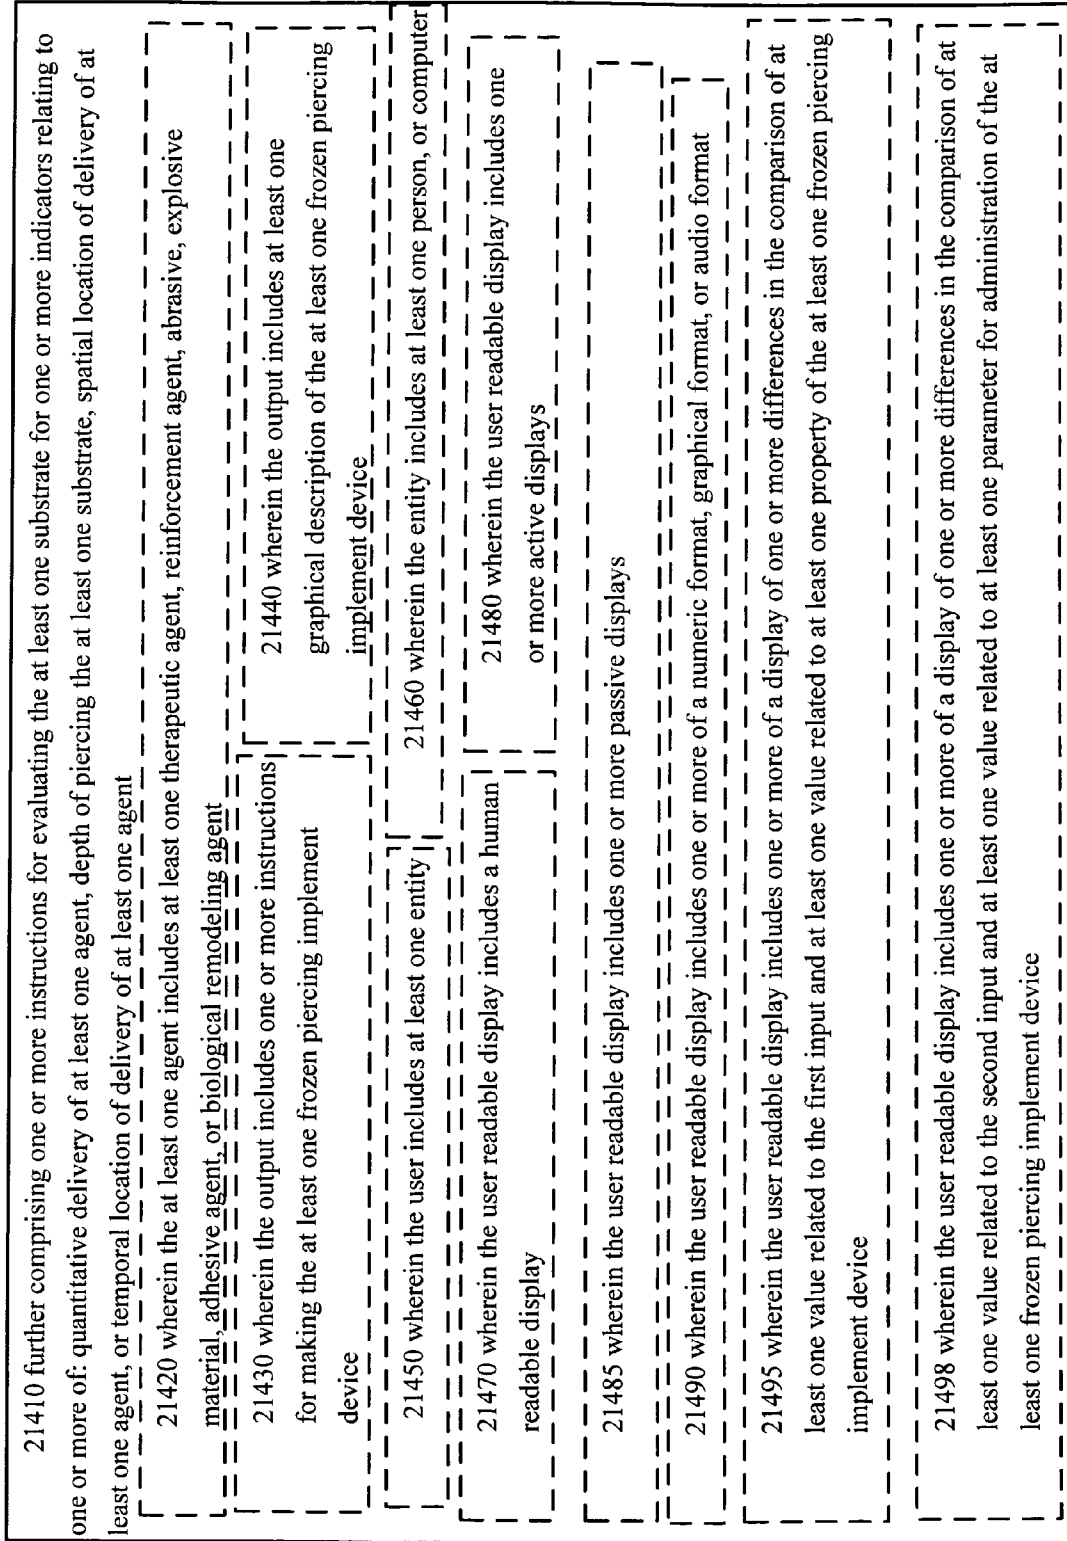 21410 further comprising one or more instructions for evaluating the at least one substrate for one or more indicators relating to
one or more of: quantitative delivery of at least one agent, depth of piercing the at least one substrate, spatial location of delivery of at
least one agent, or temporal location of delivery of at least one agent
21420 wherein the at least one agent includes at least one therapeutic agent, reinforcement agent, abrasive, explosive
material, adhesive agent, or biological remodeling agent
21430 wherein the output includes one or more instructions
for making the at least one frozen piercing implement
device
21440 wherein the output includes at least one
graphical description of the at least one frozen piercing
implement device
21450 wherein the user includes at least one entity
21460 wherein the entity includes at least one person, or computer
21470 wherein the user readable display includes a human
readable display
21480 wherein the user readable display includes one
or more active displays
21485 wherein the user readable display includes one or more passive displays
21490 wherein the user readable display includes one or more of a numeric format, graphical format, or audio format
21495 wherein the user readable display includes one or more of a display of one or more differences in the comparison of at
least one value related to the first input and at least one value related to at least one property of the at least one frozen piercing
implement device
21498 wherein the user readable display includes one or more of a display of one or more differences in the comparison of at
least one value related to the second input and at least one value related to at least one parameter for administration of the at
least one frozen piercing implement device